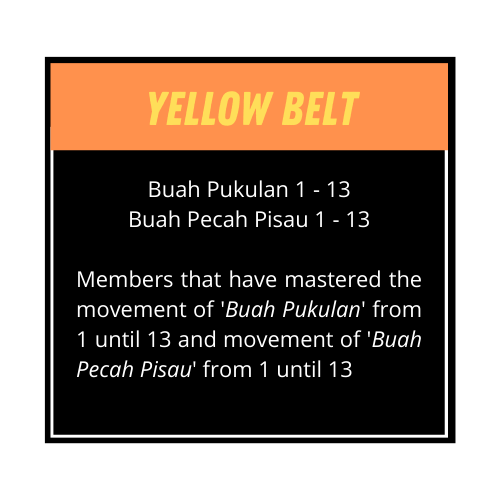 YELLOW BELT
Buah Pukulan 1 - 13
Buah Pecah Pisau 1 - 13
Members that have mastered the
movement of 'Buah Pukulan' from
1 until 13 and movement of 'Buah
Pecah Pisau' from 1 until 13